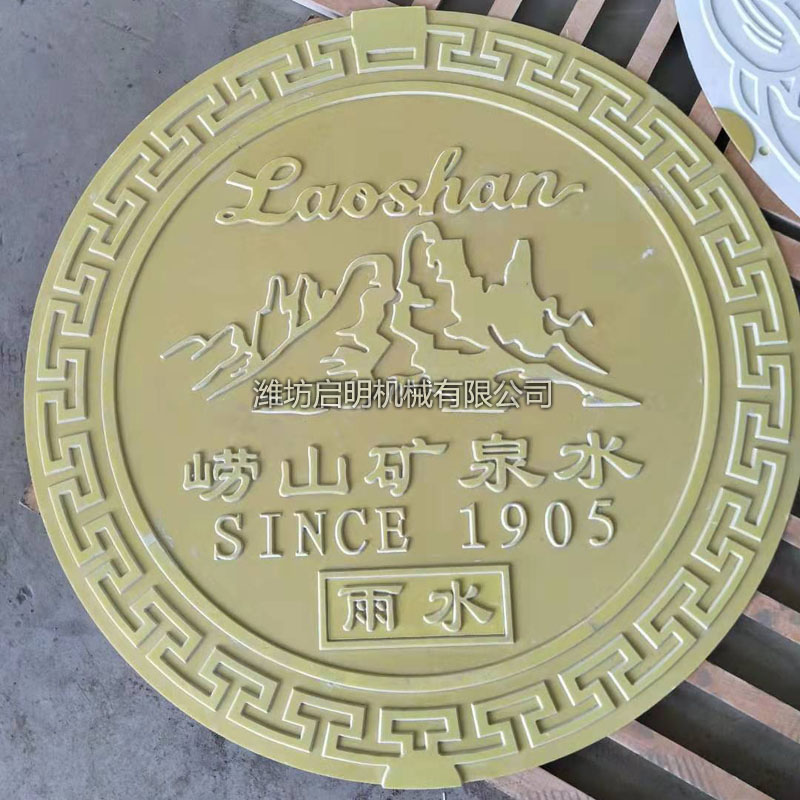 Laoshan
潍坊启明机械有限公司
崂山矿泉水
SINCE 1905
雨水